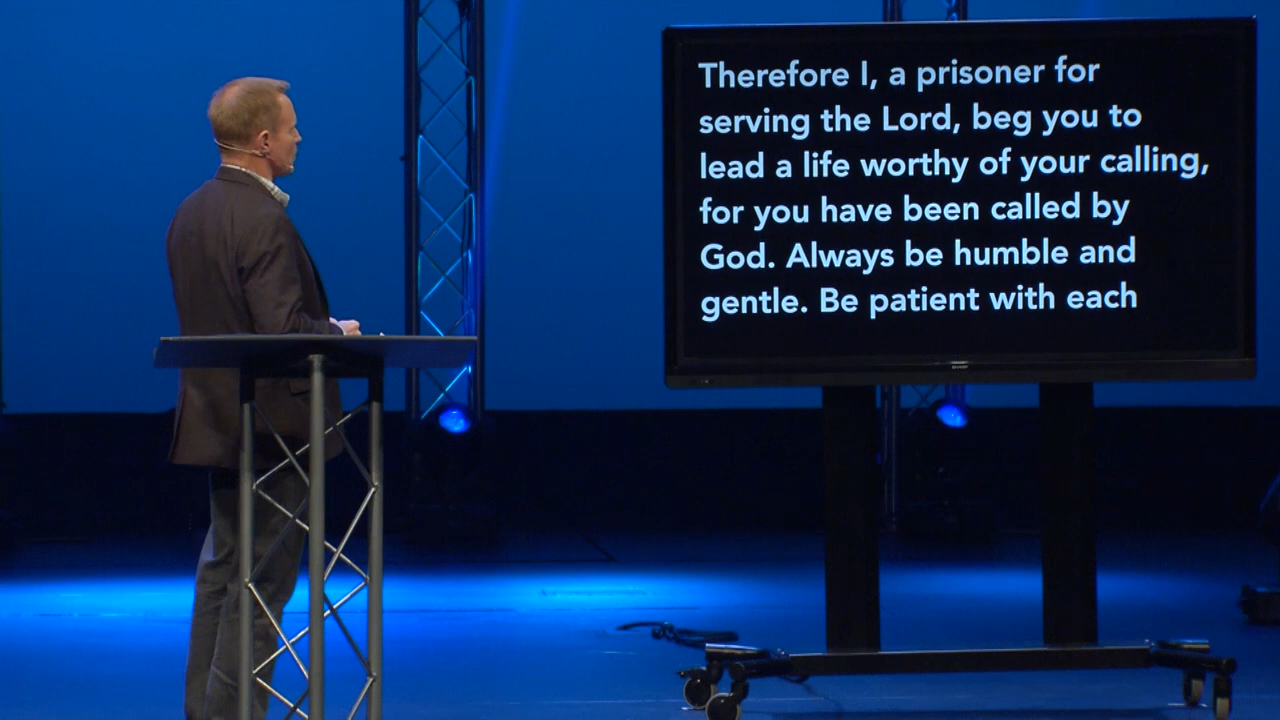 Therefore I, a prisoner for
serving the Lord, beg you to
lead a life worthy of your calling,
for you have been called by
God. Always be humble and
gentle. Be patient with each
SHARP